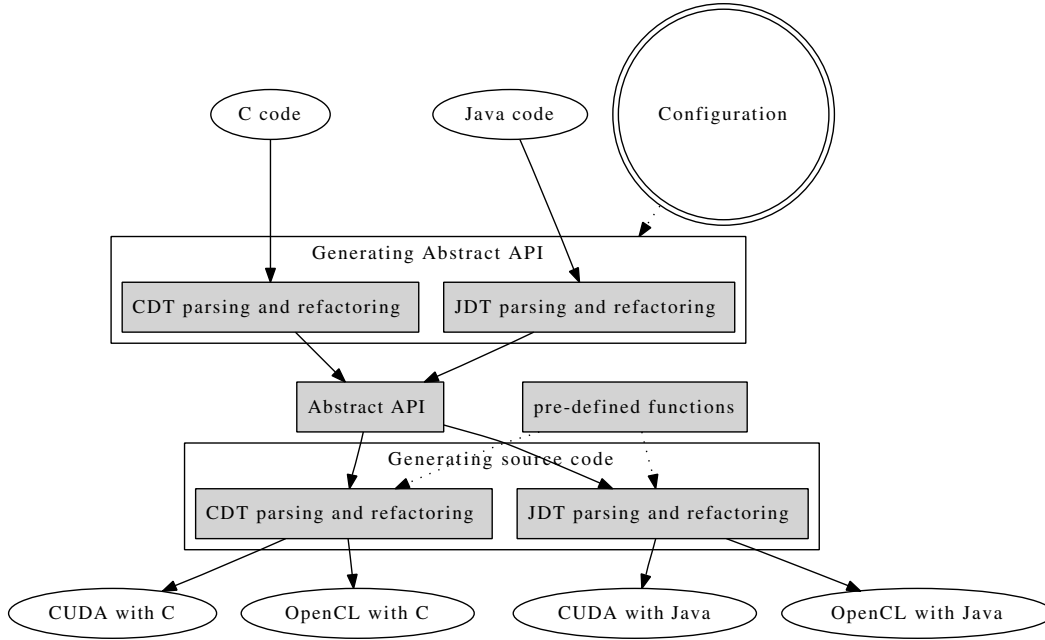 C code
Java code
Configuration
Generating Abstract API
CDT parsing and refactoring
JDT parsing and refactoring
Abstract API
pre-defined functions
Generating source code
CDT parsing and refactoring
JDT parsing and refactoring
CUDA with C
OpenCL with C
CUDA with Java
OpenCL with Java